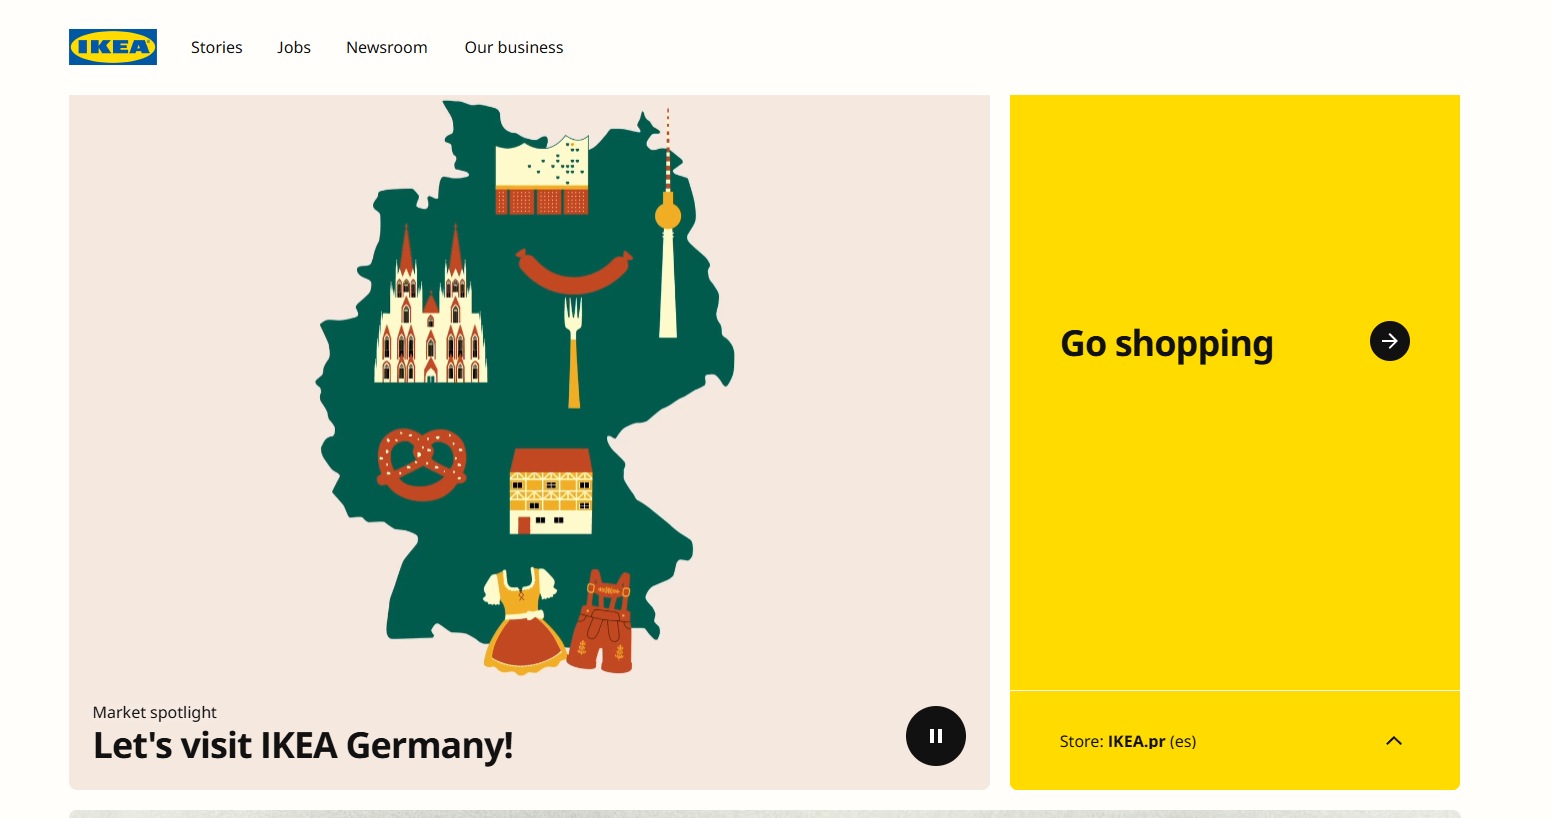 IKEA
Stories Jobs Newsroom Our business
Go shopping
Market spotlight
Let's visit IKEA Germany!
Store: IKEA.pr (es)